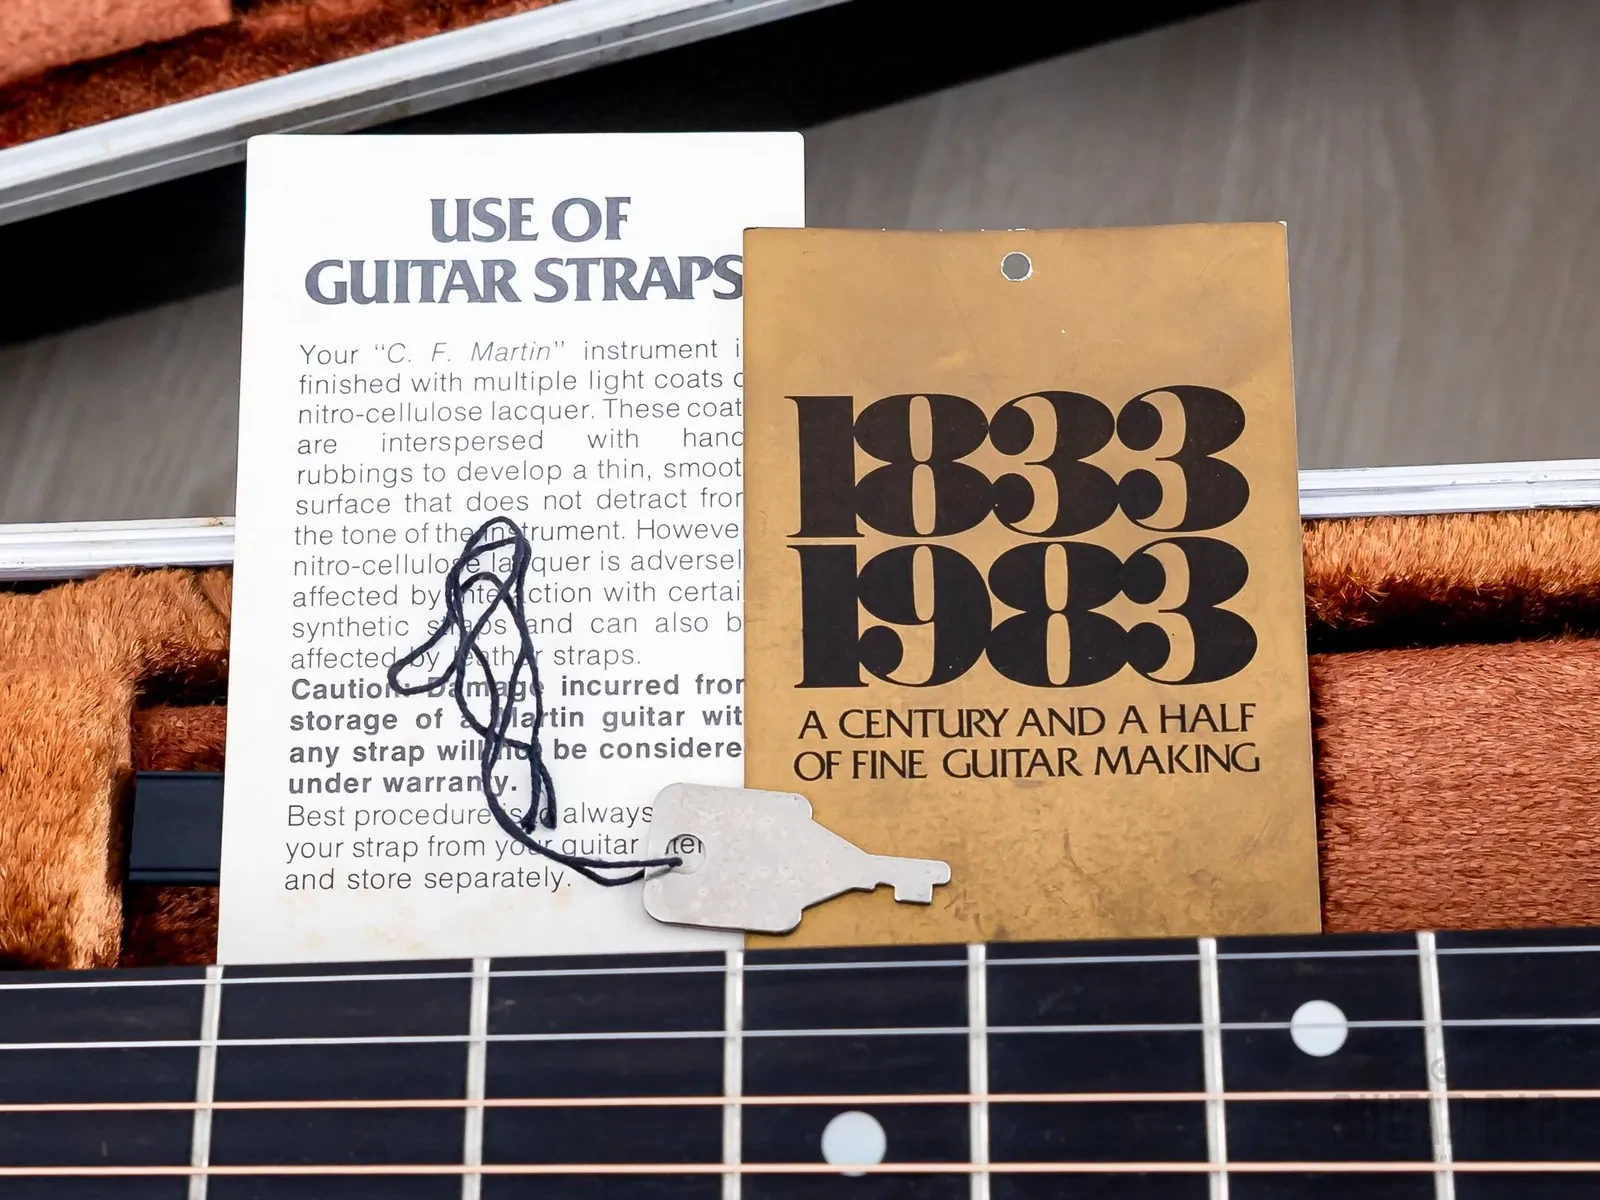 USE OF
GUITAR STRAPS
Your "C. F. Martin" instrument i
finished with multiple light coats o
nitro-cellulose lacquer. These coat
are interspersed with hand
rubbings to develop a thin, smoot
surface that does not detract fror
the tone of the instrument. Howeve
nitro-cellulose lacquer is adversel
affected by interaction with certai
synthetic straps and can also b
affected by leather straps.
Caution: Damage incurred fror
storage of a Martin guitar wit
any strap will not be considere
under warranty.
Best procedure is to always
your strap from your guitar after
and store separately.
1833
1983
A CENTURY AND A HALF
OF FINE GUITAR MAKING